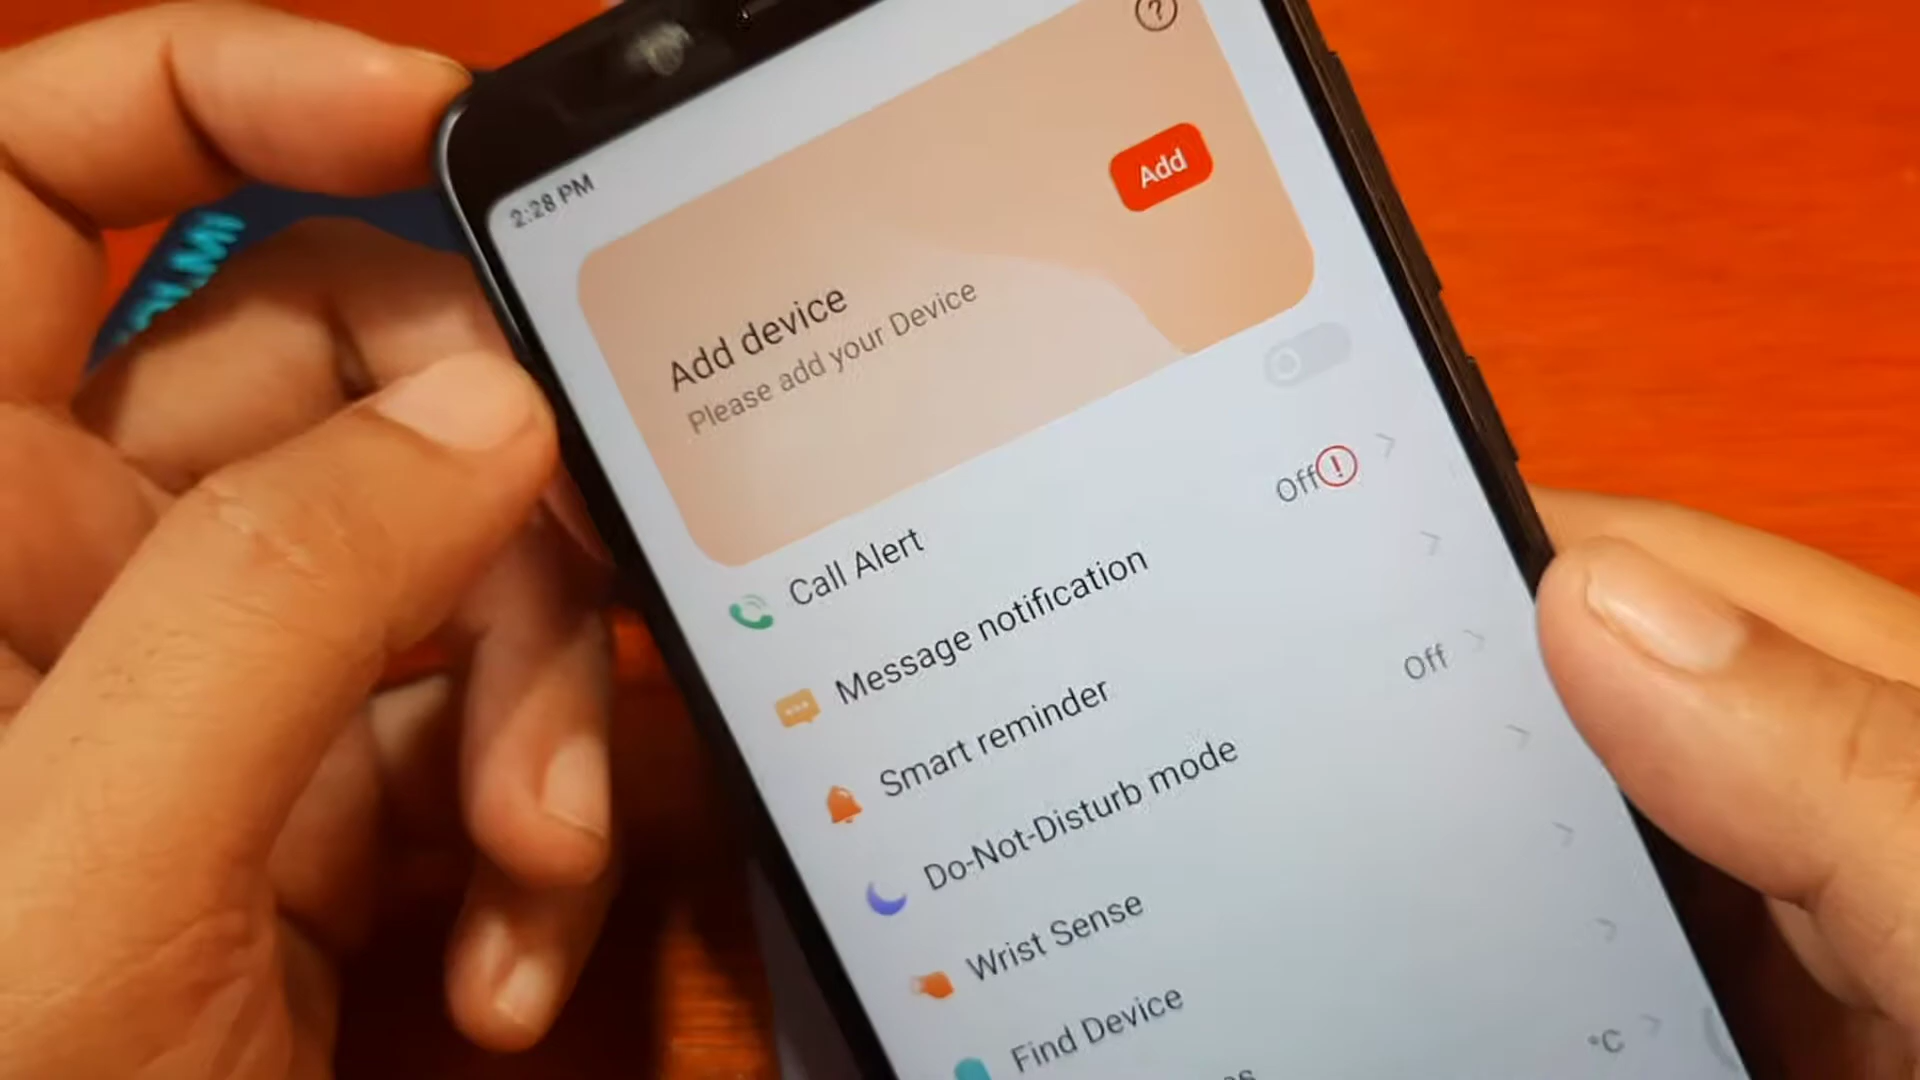 2:28 PM
?
Add
Add device
Please add your Device
Call Alert
Message notification
Off!
Smart reminder
Do-Not-Disturb mode
Off
Wrist Sense
Find Device
°C